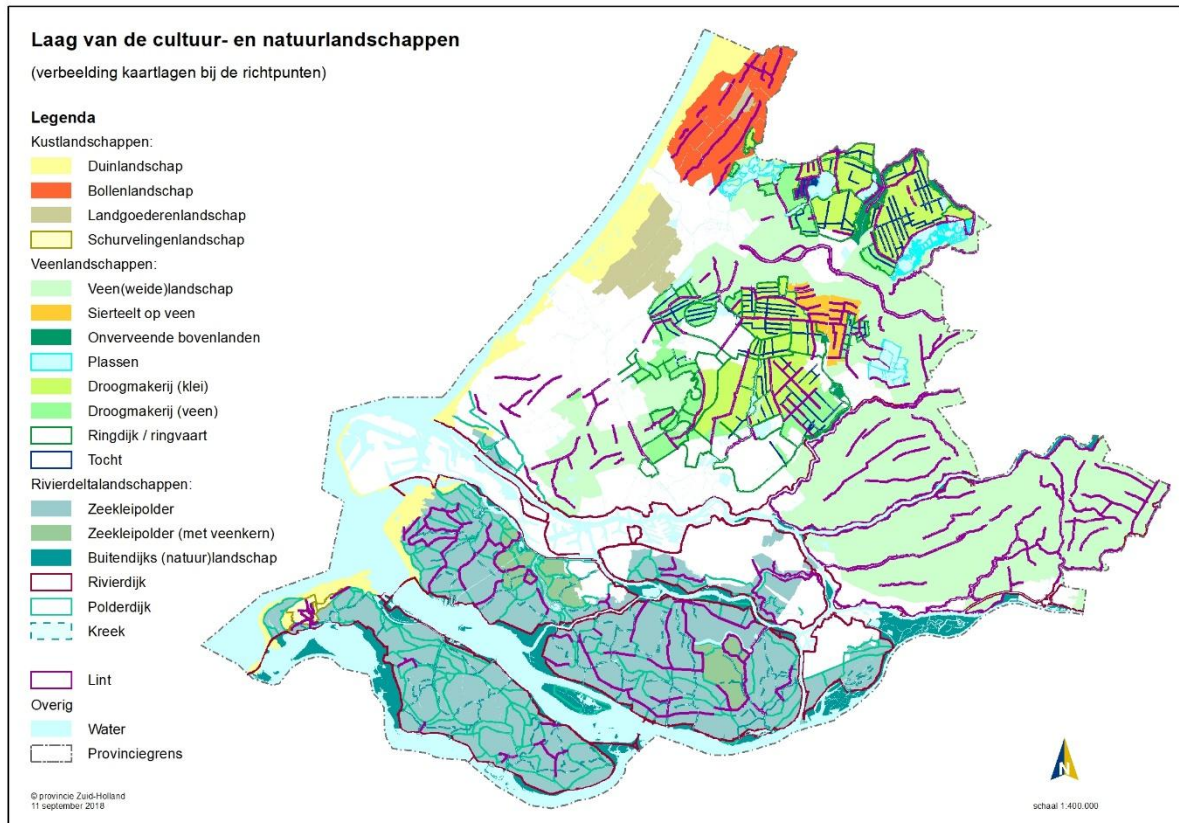 Laag van de cultuur- en natuurlandschappen
(verbeelding kaartlagen bij de richtpunten)
Legenda
Kustlandschappen:
Duinlandschap
Bollenlandschap
Landgoederenlandschap
Schurvelingenlandschap
Veenlandschappen:
Veen(weide)landschap
Sierteelt op veen
Onverveende bovenlanden
Plassen
Droogmakerij (klei)
Droogmakerij (veen)
Ringdijk / ringvaart
Tocht
Rivierdeltalandschappen:
Zeekleipolder
Zeekleipolder (met veenkern)
Buitendijks (natuur)landschap
Rivierdijk
Polderdijk
Kreek
Lint
Overig
Water
Provinciegrens
© provincie Zuid-Holland
11 september 2018
N
schaal 1:400.000